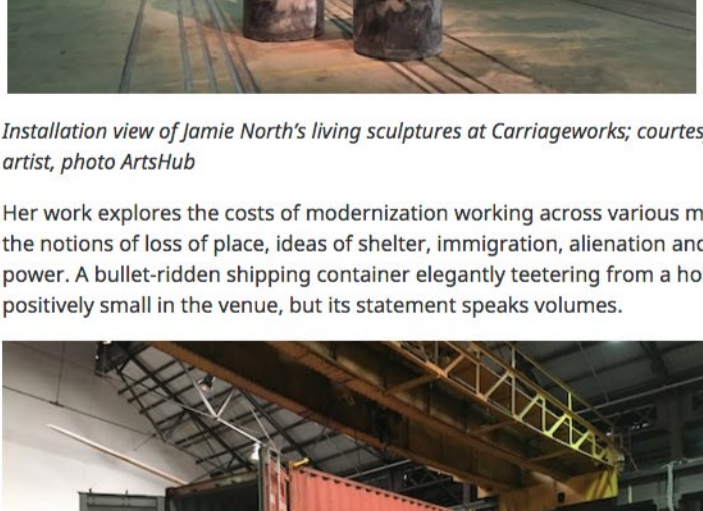 Installation view of Jamie North's living sculptures at Carriageworks; courtes
artist, photo ArtsHub
Her work explores the costs of modernization working across various m
the notions of loss of place, ideas of shelter, immigration, alienation and
power. A bullet-ridden shipping container elegantly teetering from a ho
positively small in the venue, but its statement speaks volumes.